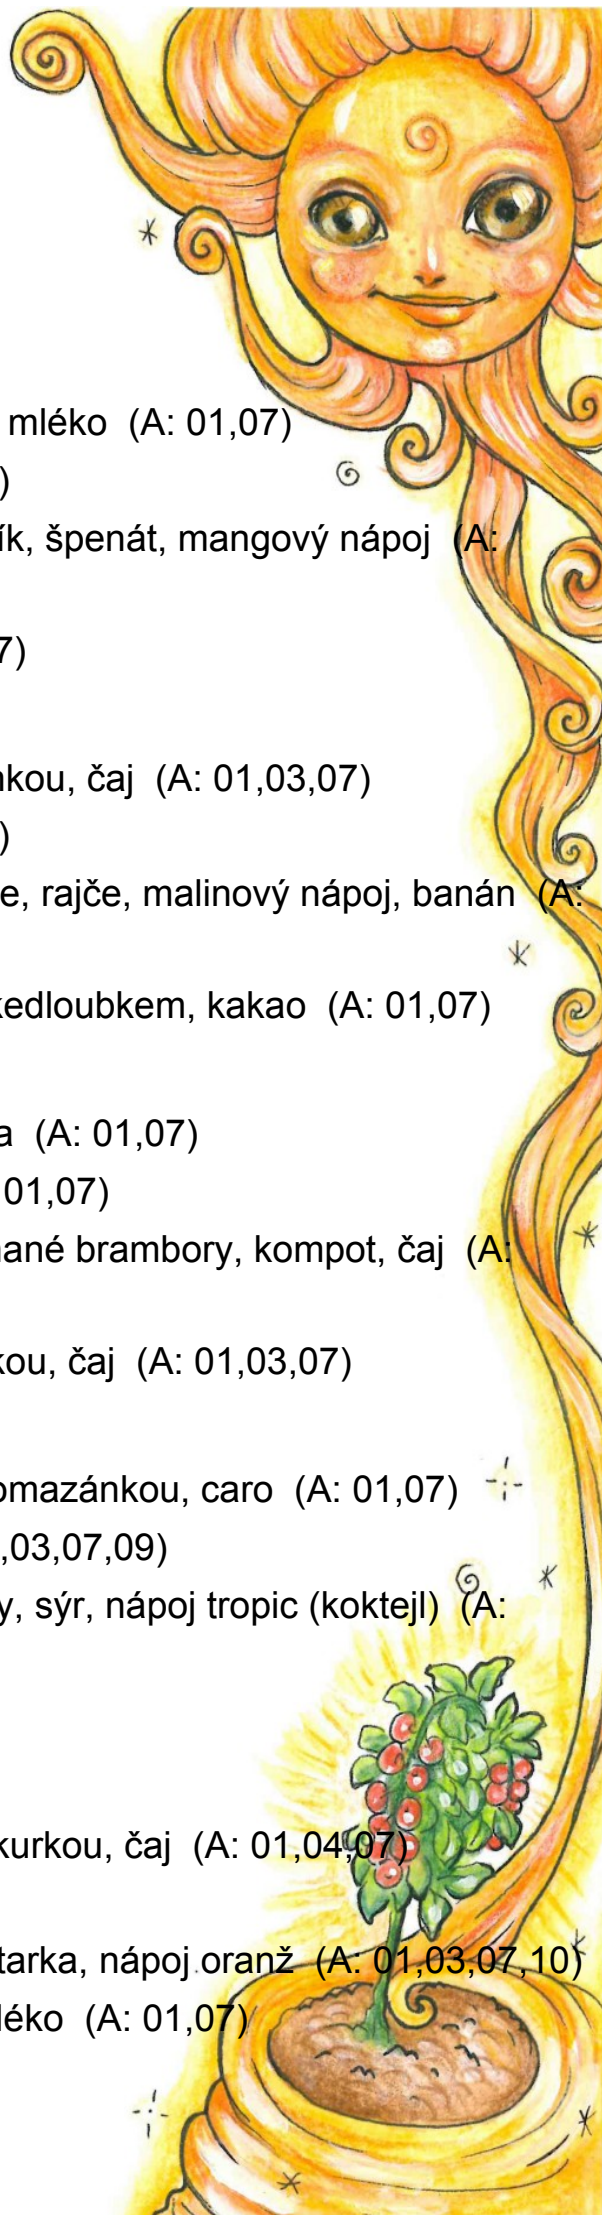 mléko (A: 01,07)
)
ík, špenát, mangový nápoj (A:
7)
nkou, čaj (A: 01,03,07)
)
e, rajče, malinový nápoj, banán (A:
kedloubkem, kakao (A: 01,07)
a (A: 01,07)
01,07)
nané brambory, kompot, čaj (A:
kou, čaj (A: 01,03,07)
omazánkou, caro (A: 01,07)
,03,07,09)
y, sýr, nápoj tropic (koktejl) (A:
kurkou, čaj (A: 01,04,07)
tarka, nápoj oranž (A: 01,03,07,10)
léko (A: 01,07)